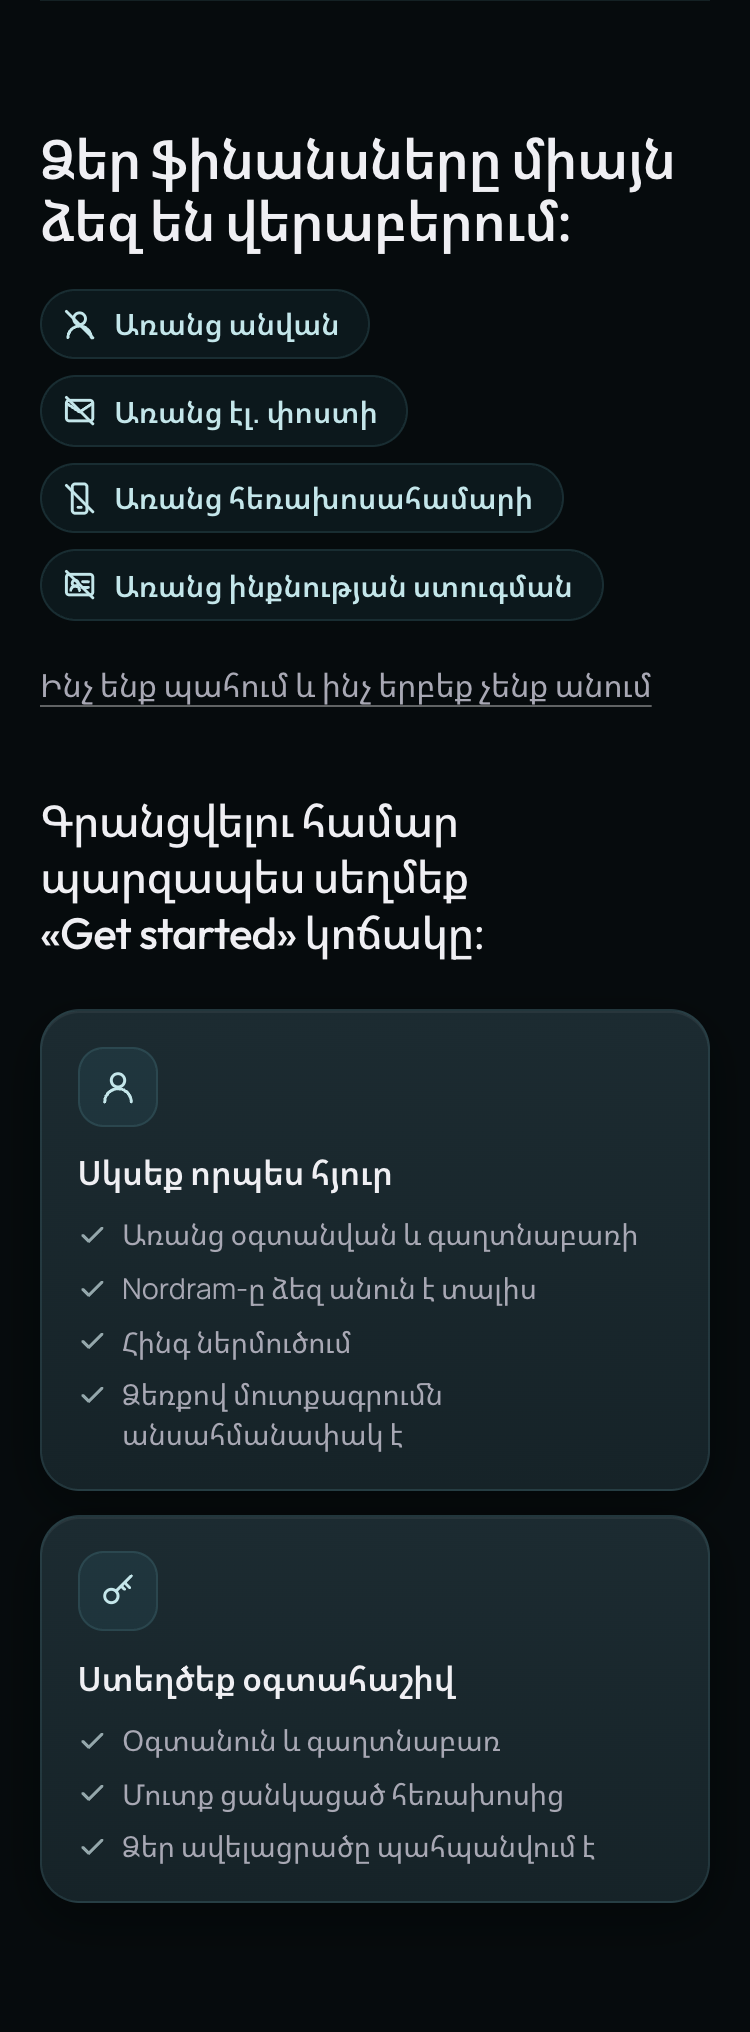 Ձեր ֆինանսները միայն
ձեզ են վերաբերում:
Առանց անվան
Առանց էլ. փոստի
Առանց հեռախոսահամարի
Առանց ինքնության ստուգման
Ինչ ենք պահում և ինչ երբեք չենք անում
Գրանցվելու համար
պարզապես սեղմեք
«Get started» կոճակը:
Սկսեք որպես հյուր
Առանց օգտանվան և գաղտնաբառի
Nordram-ը ձեզ անուն է տալիս
Հինգ ներմուծում
Ձեռքով մուտքագրումն
անսահմանափակ է
Ստեղծեք օգտահաշիվ
Օգտանուն և գաղտնաբառ
Մուտք ցանկացած հեռախոսից
Ձեր ավելացրածը պահպանվում է